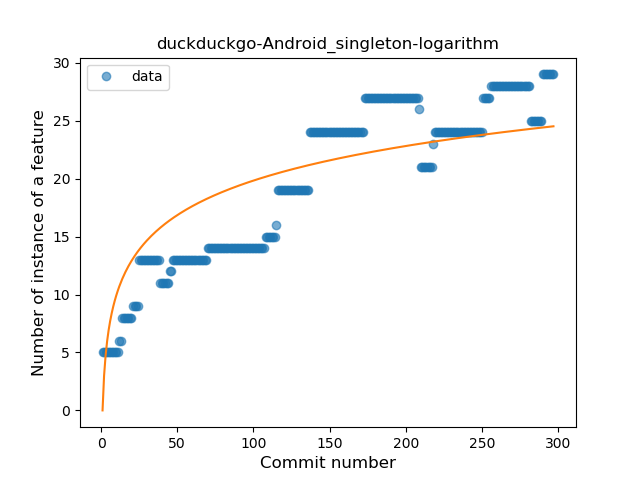 duckduckgo-Android_singleton-logarithm
data
Number of instance of a feature
30
25
20
15
10
5
0
0 50 100 150 200 250 300
Commit number